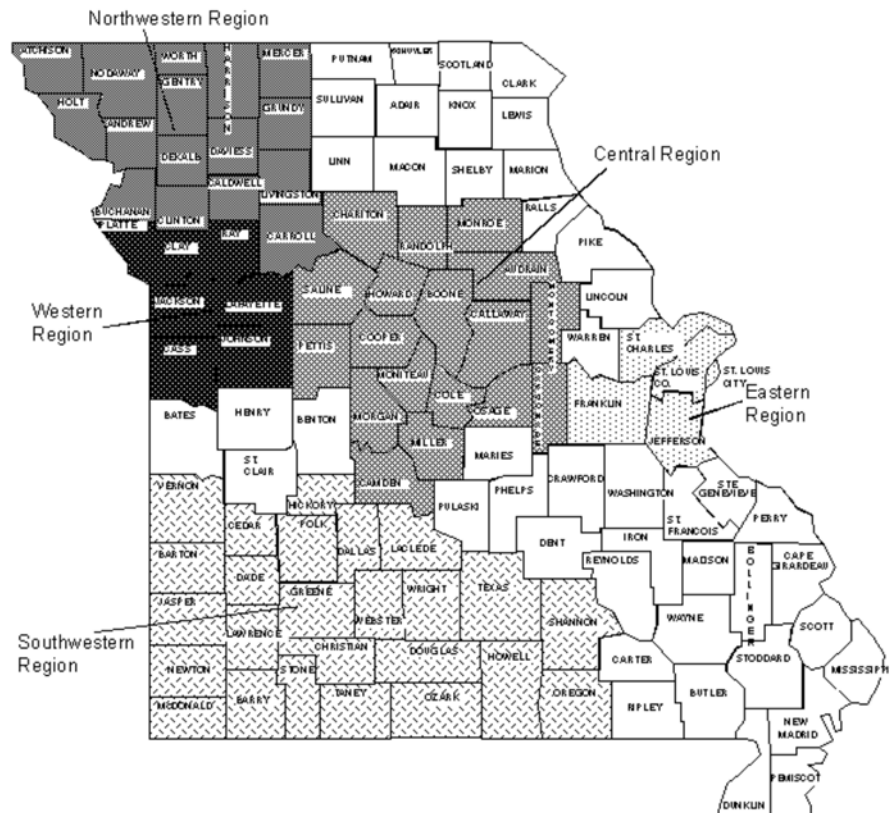 Northwestern Region
ATCHISON
NODAWAY
WORTH
HARRISON
MERCER
PUTNAM
SCHUYLER
SCOTLAND
CLARK
GENTRY
HOLT
ANDREW
GRUNDY
SULLIVAN
ADAIR
KNOX
LEWIS
DEKALB
DAVIESS
LINN
MACON
SHELBY
MARION
Central Region
BUCHANAN
CLINTON
CALDWELL
LIVINGSTON
CHARITON
RANDOLPH
MONROE
RALLS
PLATTE
CLAY
RAY
CARROLL
AUDRAIN
PIKE
Western
Region
JACKSON
LAFAYETTE
SALINE
HOWARD
BOONE
CALLAWAY
MONTGOMERY
LINCOLN
CASS
JOHNSON
PETTIS
COOPER
MONITEAU
WARREN
ST.
CHARLES
ST. LOUIS
CO.
ST. LOUIS
CITY
Eastern
Region
BATES
HENRY
BENTON
MORGAN
COLE
OSAGE
FRANKLIN
JEFFERSON
MILLER
MARIES
ST.
CLAIR
CAMDEN
CRAWFORD
WASHINGTON
STE
GENEVIEVE
VERNON
HICKORY
PULASKI
PHELPS
ST.
FRANCOIS
PERRY
CEDAR
POLK
DALLAS
LACLEDE
DENT
IRON
REYNOLDS
MADISON
BOLLINGER
CAPE
GIRARDEAU
BARTON
DADE
GREENE
WEBSTER
WRIGHT
TEXAS
SHANNON
WAYNE
SCOTT
JASPER
LAWRENCE
Southwestern
Region
CHRISTIAN
DOUGLAS
HOWELL
CARTER
STODDARD
MISSISSIPPI
NEWTON
STONE
MCDONALD
BARRY
TANEY
OZARK
OREGON
RIPLEY
BUTLER
NEW
MADRID
PEMISCOT
DUNKLIN